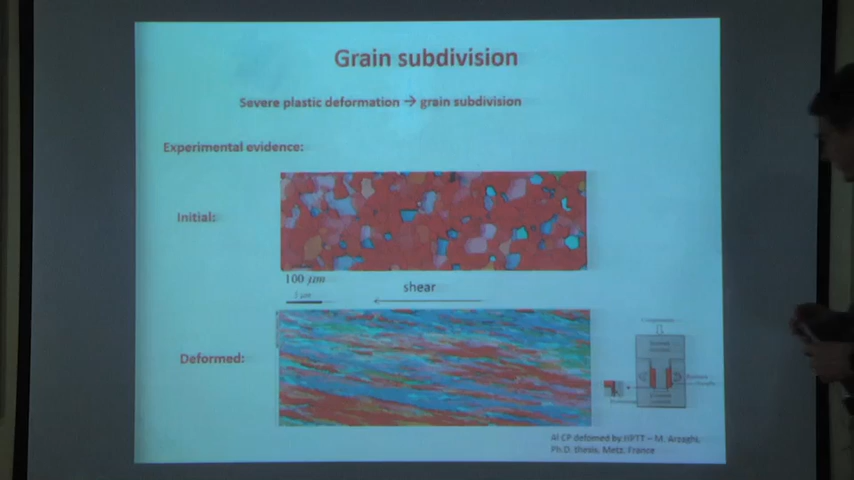 Grain subdivision
Severe plastic deformation → grain subdivision
Experimental evidence:
Initial:
100 μm
shear
Deformed:
Al CP deformed by HPTT – M. Arzaghi,
Ph.D. thesis, Metz, France